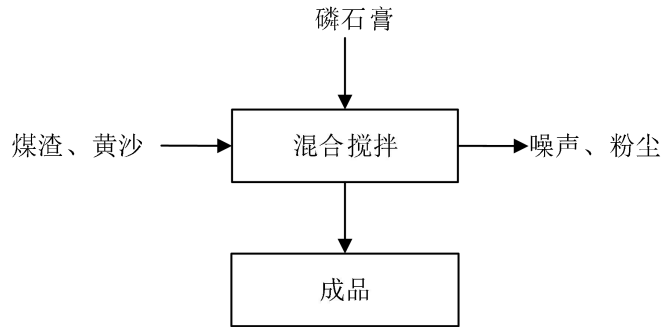 磷石膏
煤渣、黄沙
混合搅拌
噪声、粉尘
成品